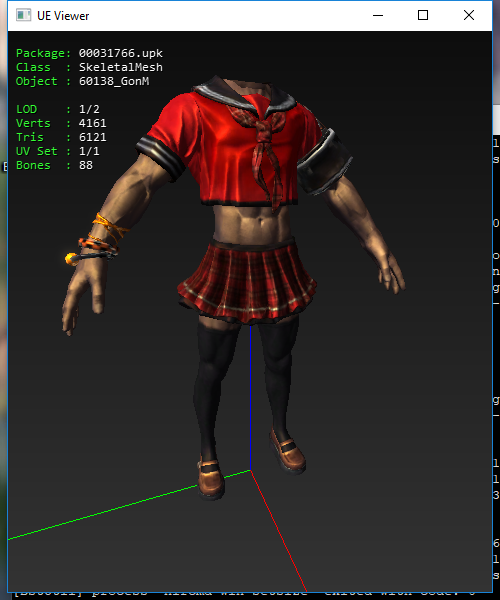 UE Viewer
Package: 00031766.upk
Class : SkeletalMesh
Object : 60138_GonM
LOD : 1/2
Verts : 4161
Tris : 6121
UV Set : 1/1
Bones : 88